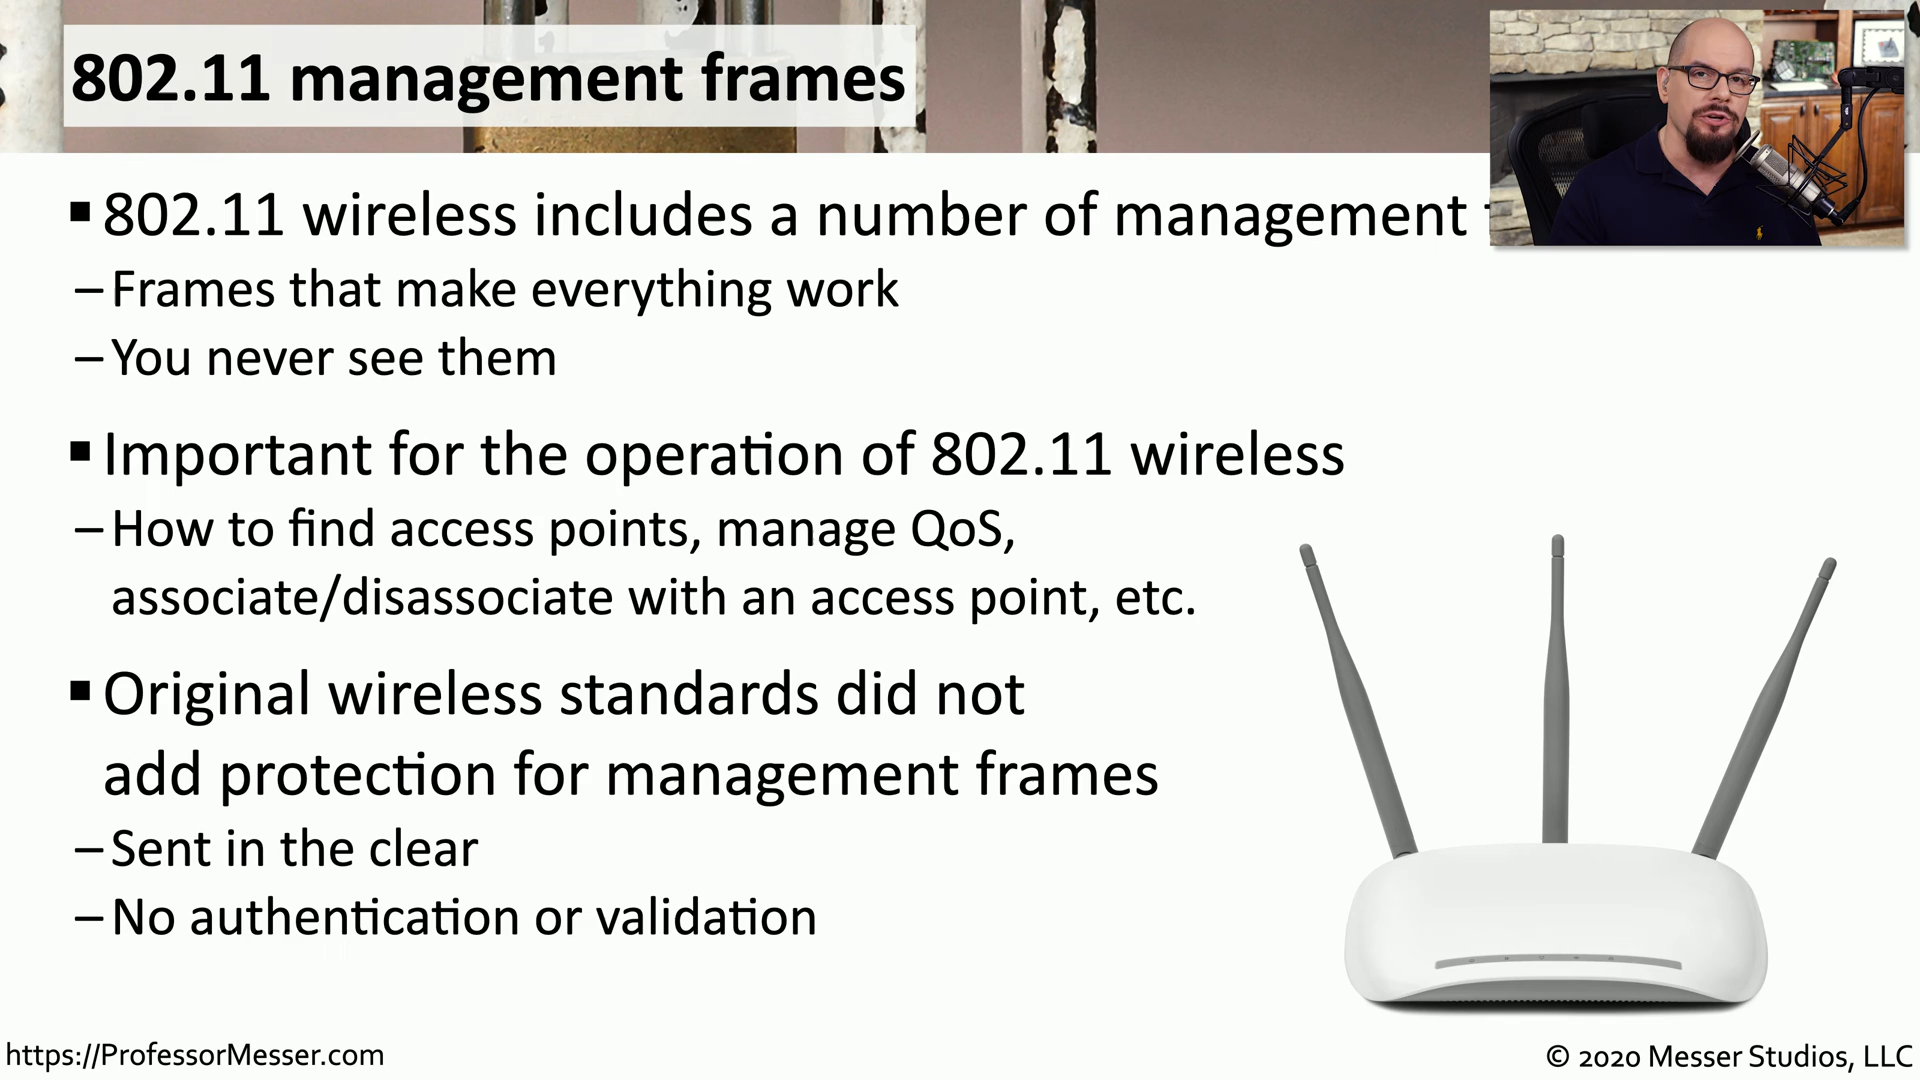 802.11 management frames
▪ 802.11 wireless includes a number of management
– Frames that make everything work
– You never see them
▪ Important for the operation of 802.11 wireless
– How to find access points, manage QoS,
associate/disassociate with an access point, etc.
▪ Original wireless standards did not
add protection for management frames
– Sent in the clear
– No authentication or validation
https://ProfessorMesser.com
© 2020 Messer Studios, LLC